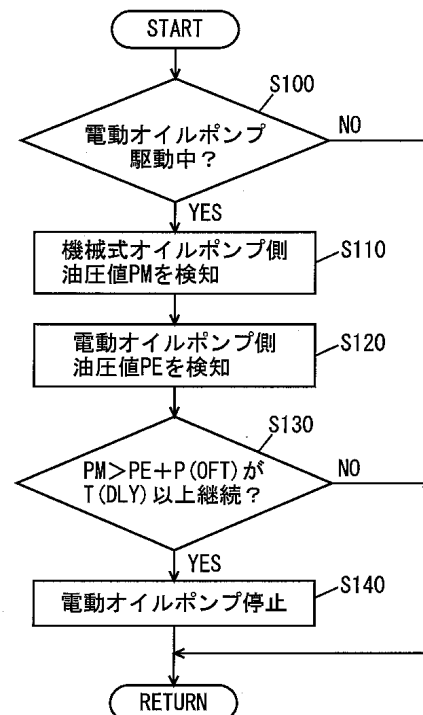 START
S100
電動オイルポンプ
駆動中？
NO
YES
機械式オイルポンプ側
油圧値PMを検知
S110
電動オイルポンプ側
油圧値PEを検知
S120
S130
PM>PE+P(OFT)が
T(DLY)以上継続？
NO
YES
電動オイルポンプ停止
S140
RETURN